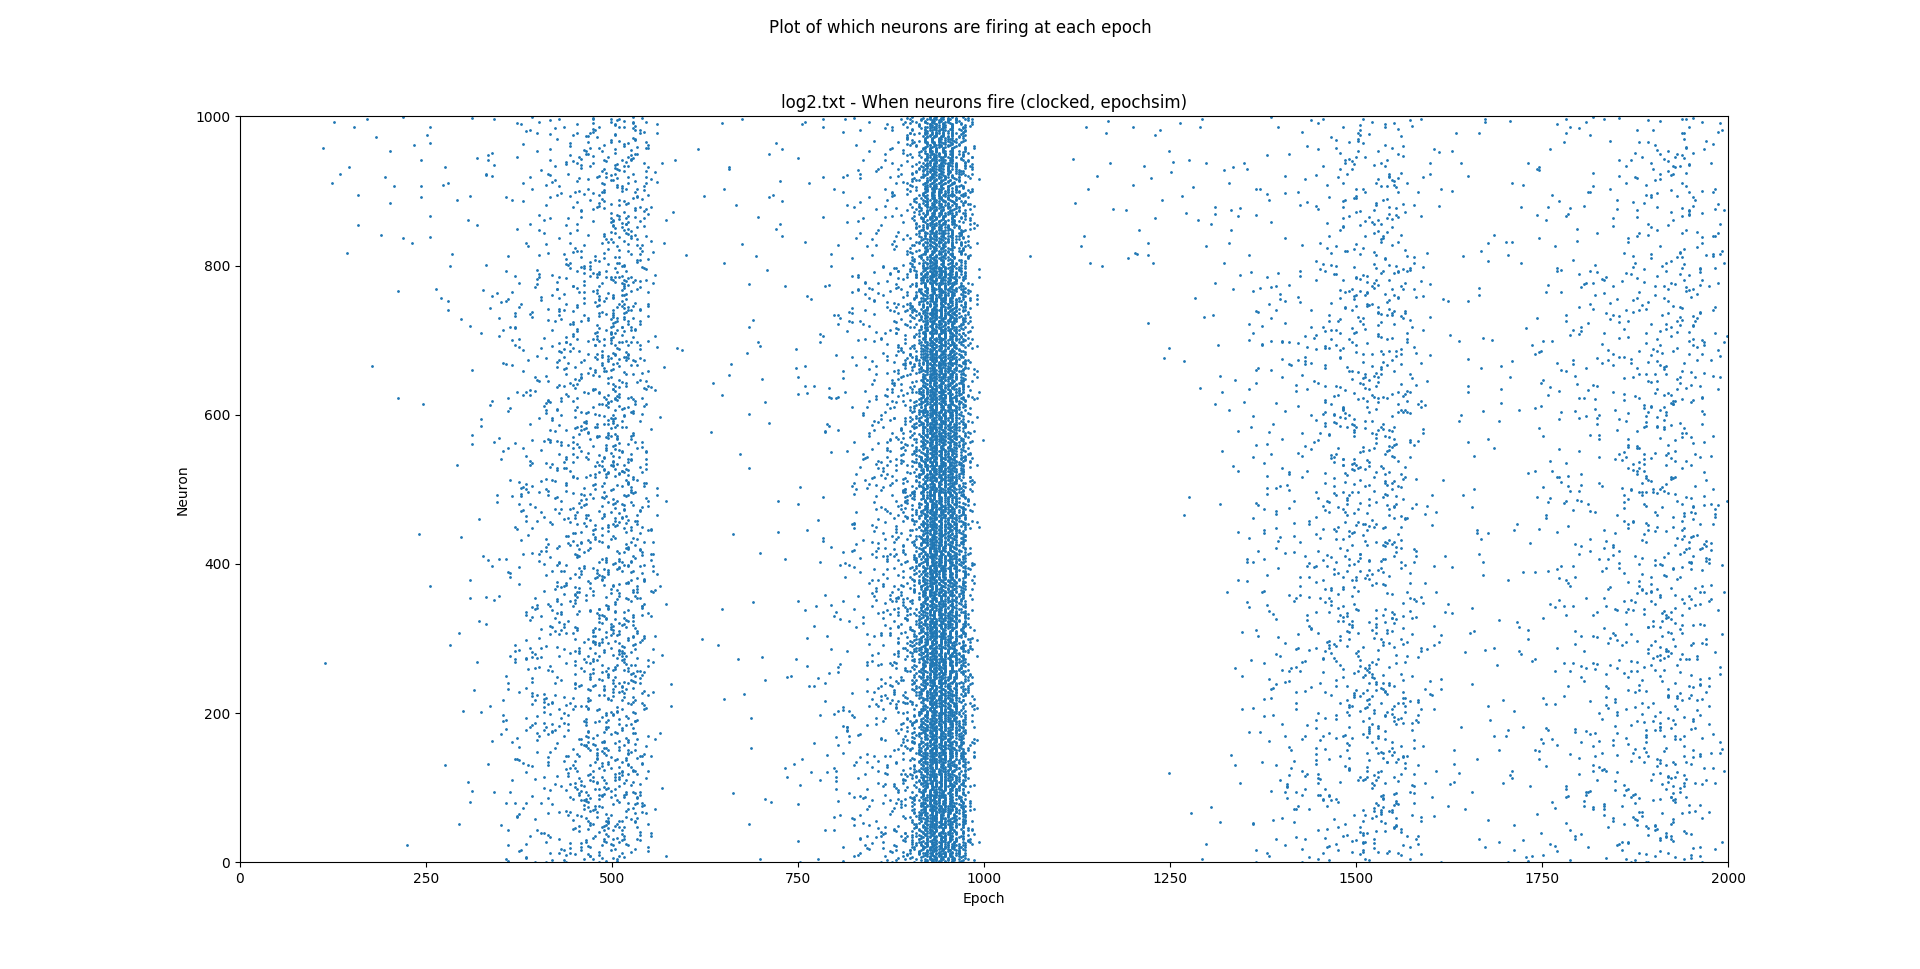 Plot of which neurons are firing at each epoch
log2.txt - When neurons fire (clocked, epochsim)
1000
800
600
400
200
0
Neuron
0 250 500 750 1000 1250 1500 1750 2000
Epoch